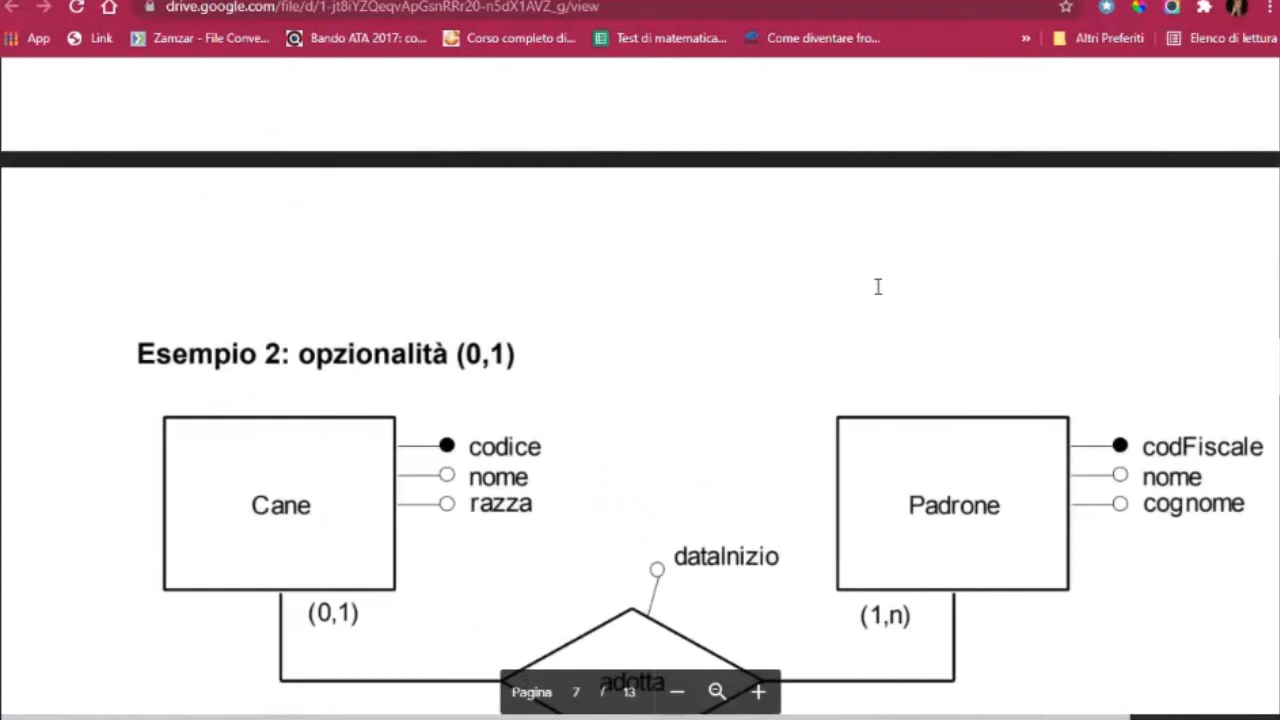 drive.google.com/file/d/1-jt8iYZQeqvApGsnRRr20-n5dX1AVZ_g/view
App Link Zamzar - File Conve... Bando ATA 2017: co... Corso completo di... Test di matematica... Come diventare fro... » Altri Preferiti Elenco di lettura
Esempio 2: opzionalità (0,1)
codice
nome
razza
Cane
codFiscale
nome
cognome
Padrone
dataInizio
(0,1)
(1,n)
adotta
Pagina 7 / 13